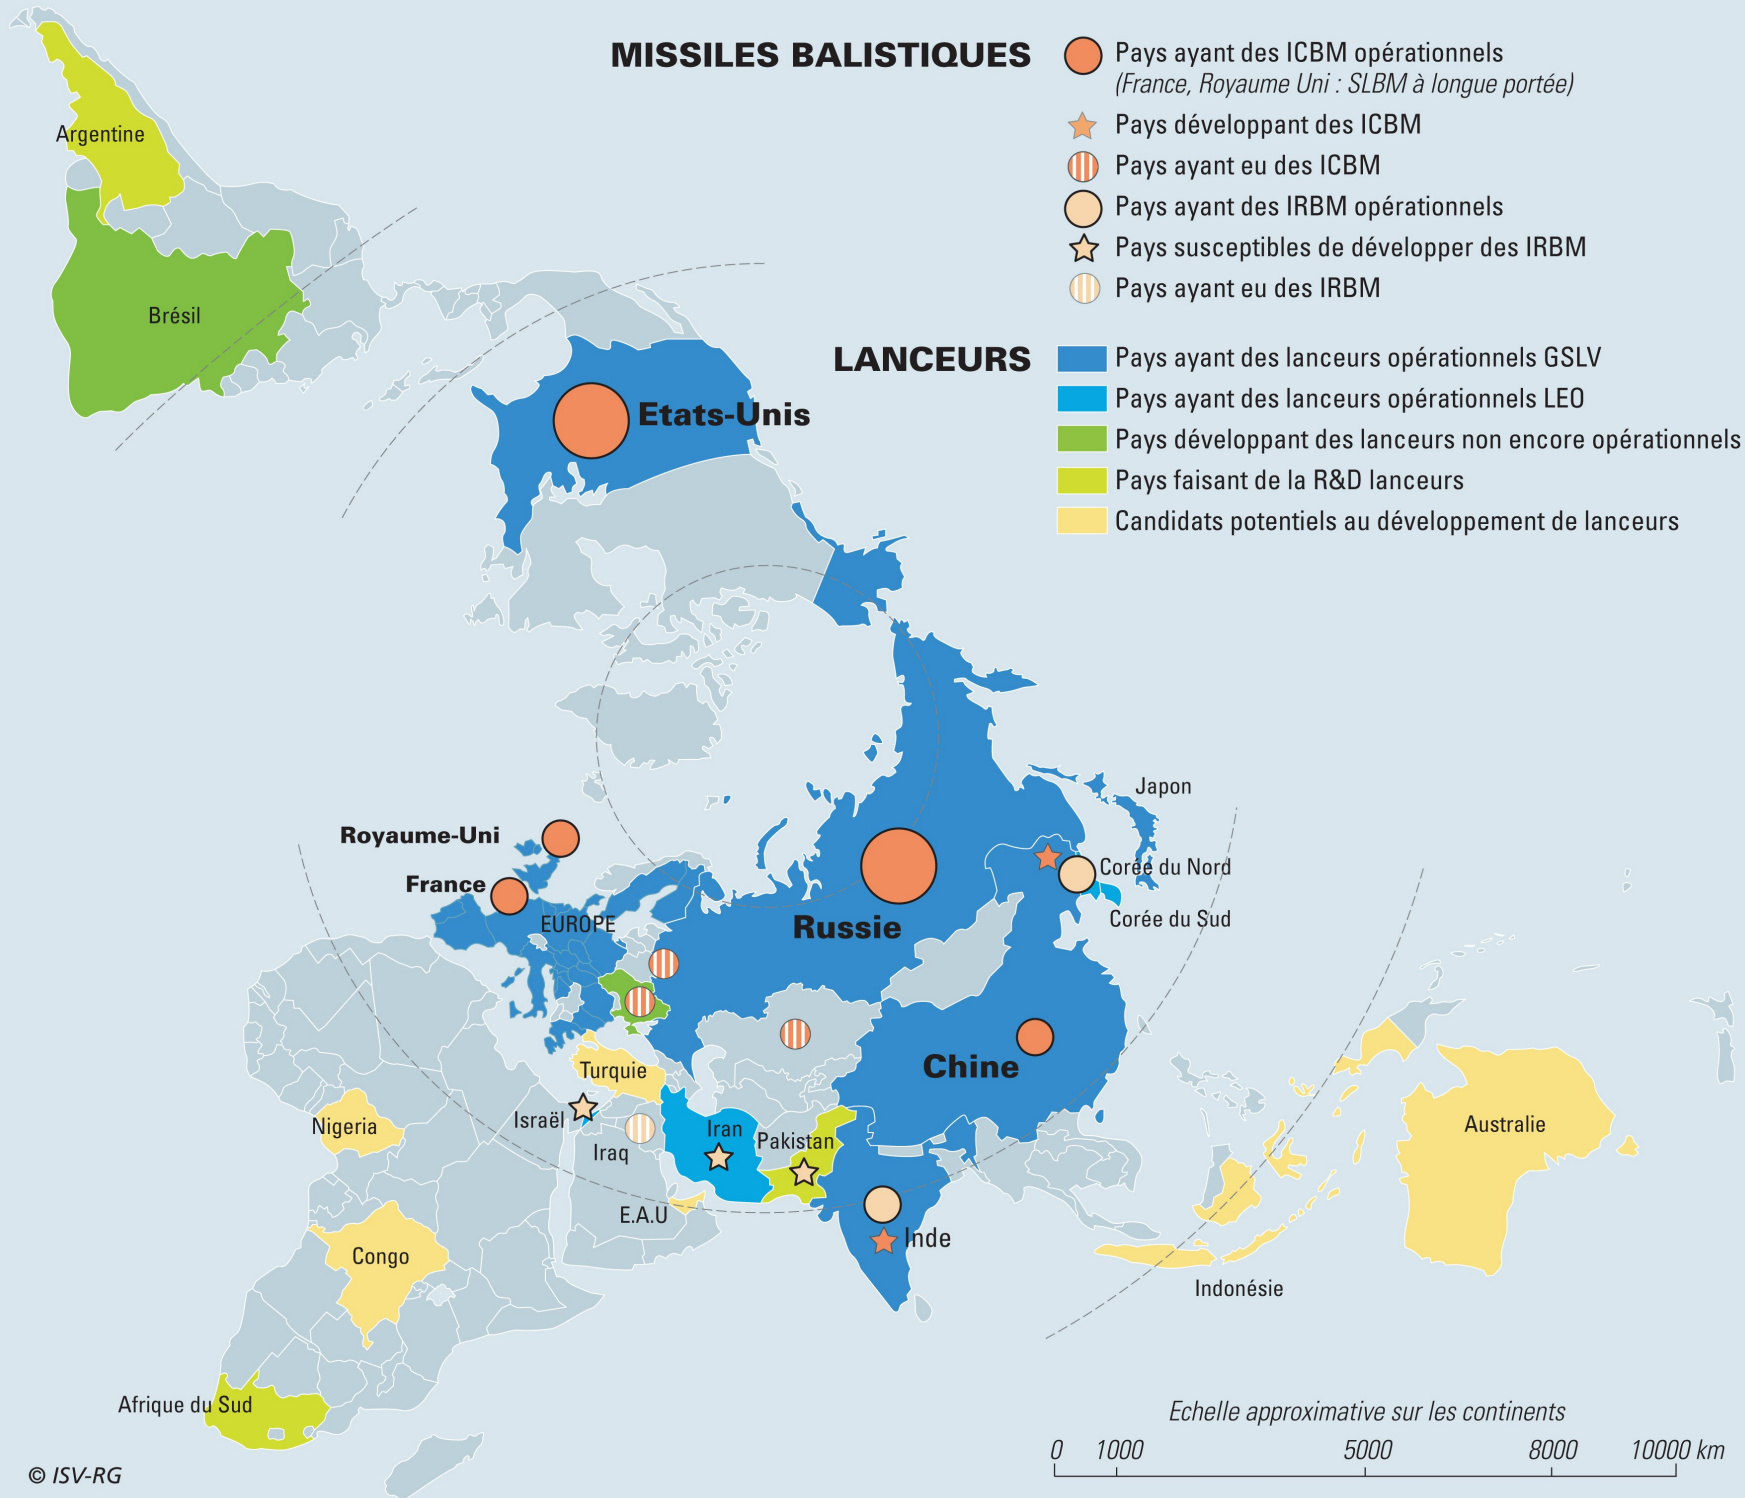 MISSILES BALISTIQUES
Pays ayant des ICBM opérationnels
(France, Royaume Uni : SLBM à longue portée)
Pays développant des ICBM
Pays ayant eu des ICBM
Pays ayant des IRBM opérationnels
Pays susceptibles de développer des IRBM
Pays ayant eu des IRBM
LANCEURS
Pays ayant des lanceurs opérationnels GSLV
Pays ayant des lanceurs opérationnels LEO
Pays développant des lanceurs non encore opérationnels
Pays faisant de la R&D lanceurs
Candidats potentiels au développement de lanceurs
Argentine
Brésil
Etats-Unis
Japon
Royaume-Uni
Corée du Nord
France
Corée du Sud
EUROPE
Russie
Chine
Turquie
Israël
Nigeria
Iran
Pakistan
Iraq
Australie
E.A.U
Inde
Congo
Indonésie
Afrique du Sud
Echelle approximative sur les continents
0 1000 5000 8000 10000 km
© ISV-RG